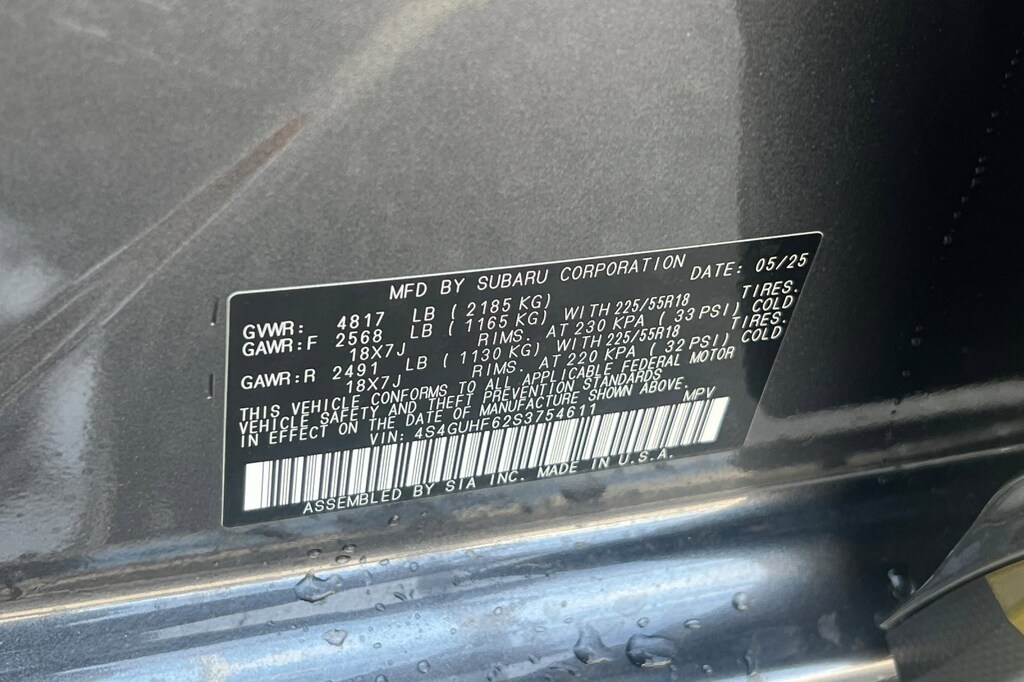 MFD BY SUBARU CORPORATION DATE: 05/25
GVWR: 4817 LB ( 2185 KG)
GAWR:F 2568 LB ( 1165 KG) WITH 225/55R18 TIRES.
18X7J RIMS. AT 230 KPA ( 33 PSI) COLD
GAWR:R 2491 LB ( 1130 KG) WITH 225/55R18 TIRES.
18X7J RIMS. AT 220 KPA ( 32 PSI) COLD
THIS VEHICLE CONFORMS TO ALL APPLICABLE FEDERAL MOTOR
VEHICLE SAFETY AND THEFT PREVENTION STANDARDS
IN EFFECT ON THE DATE OF MANUFACTURE SHOWN ABOVE.
VIN: 4S4GUHF62S3754611 MPV
ASSEMBLED BY SIA INC. MADE IN U.S.A.